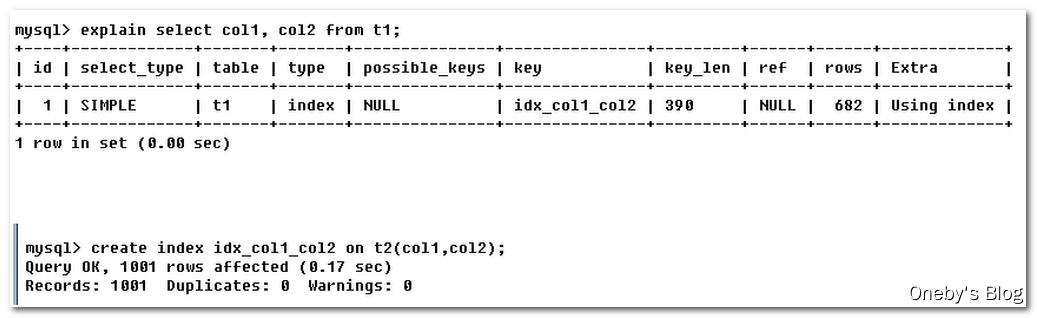 mysql> explain select col1, col2 from t1;
+----+-------------+-------+-------+---------------+---------------+---------+------+------+-------------+
| id | select_type | table | type | possible_keys | key | key_len | ref | rows | Extra |
+----+-------------+-------+-------+---------------+---------------+---------+------+------+-------------+
| 1 | SIMPLE | t1 | index | NULL | idx_col1_col2 | 390 | NULL | 682 | Using index |
+----+-------------+-------+-------+---------------+---------------+---------+------+------+-------------+
1 row in set (0.00 sec)
mysql> create index idx_col1_col2 on t2(col1,col2);
Query OK, 1001 rows affected (0.17 sec)
Records: 1001 Duplicates: 0 Warnings: 0
Oneby's Blog